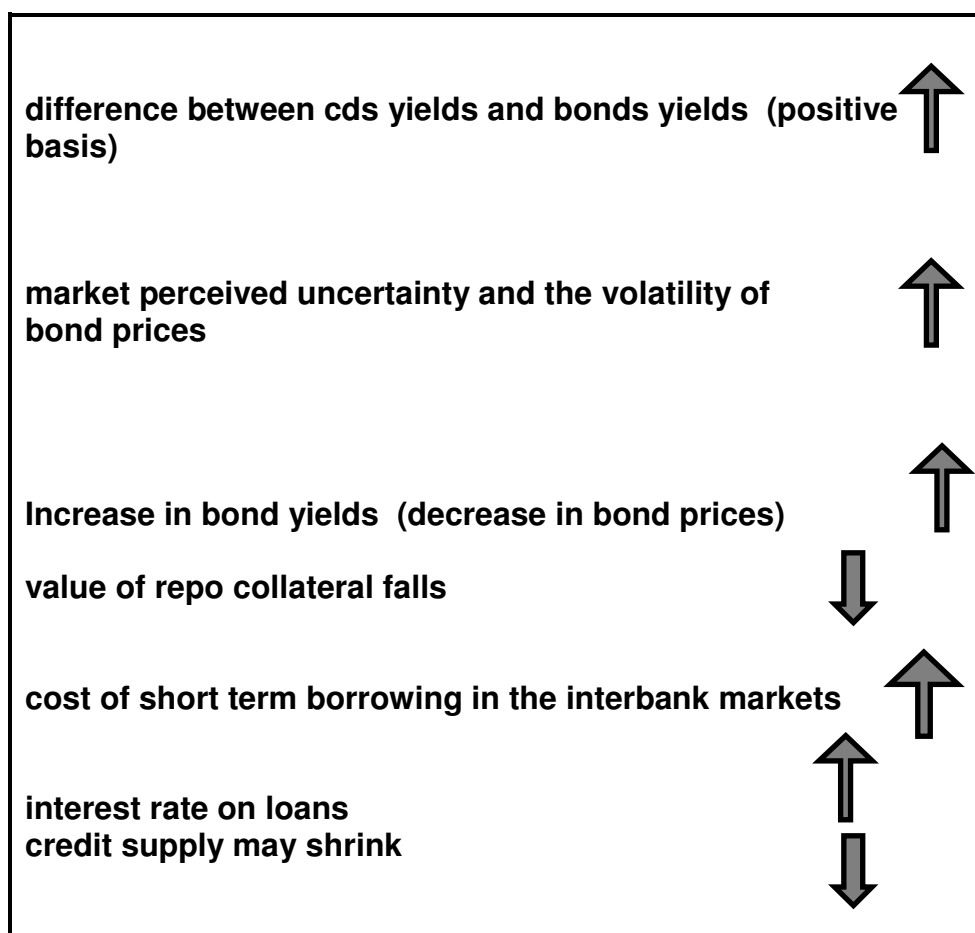 difference between cds yields and bonds yields (positive
basis)
market perceived uncertainty and the volatility of
bond prices
Increase in bond yields (decrease in bond prices)
value of repo collateral falls
cost of short term borrowing in the interbank markets
interest rate on loans
credit supply may shrink